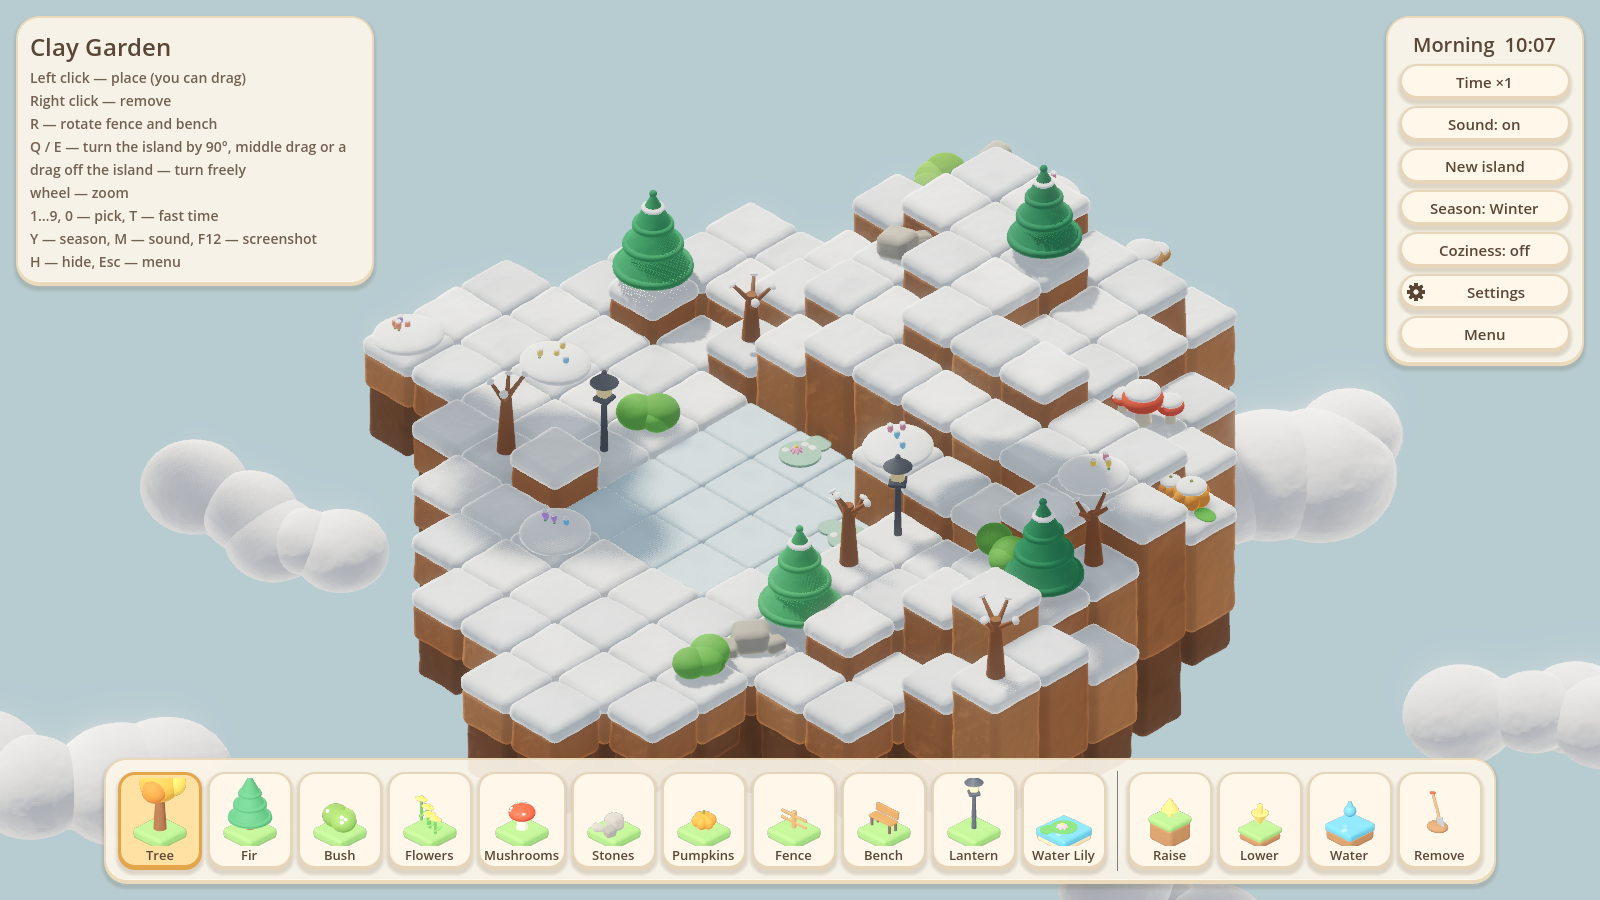 Clay Garden
Left click — place (you can drag)
Right click — remove
R — rotate fence and bench
Q / E — turn the island by 90°, middle drag or a
drag off the island — turn freely
wheel — zoom
1...9, 0 — pick, T — fast time
Y — season, M — sound, F12 — screenshot
H — hide, Esc — menu
Morning 10:07
Time ×1
Sound: on
New island
Season: Winter
Coziness: off
Settings
Menu
Tree
Fir
Bush
Flowers
Mushrooms
Stones
Pumpkins
Fence
Bench
Lantern
Water Lily
Raise
Lower
Water
Remove